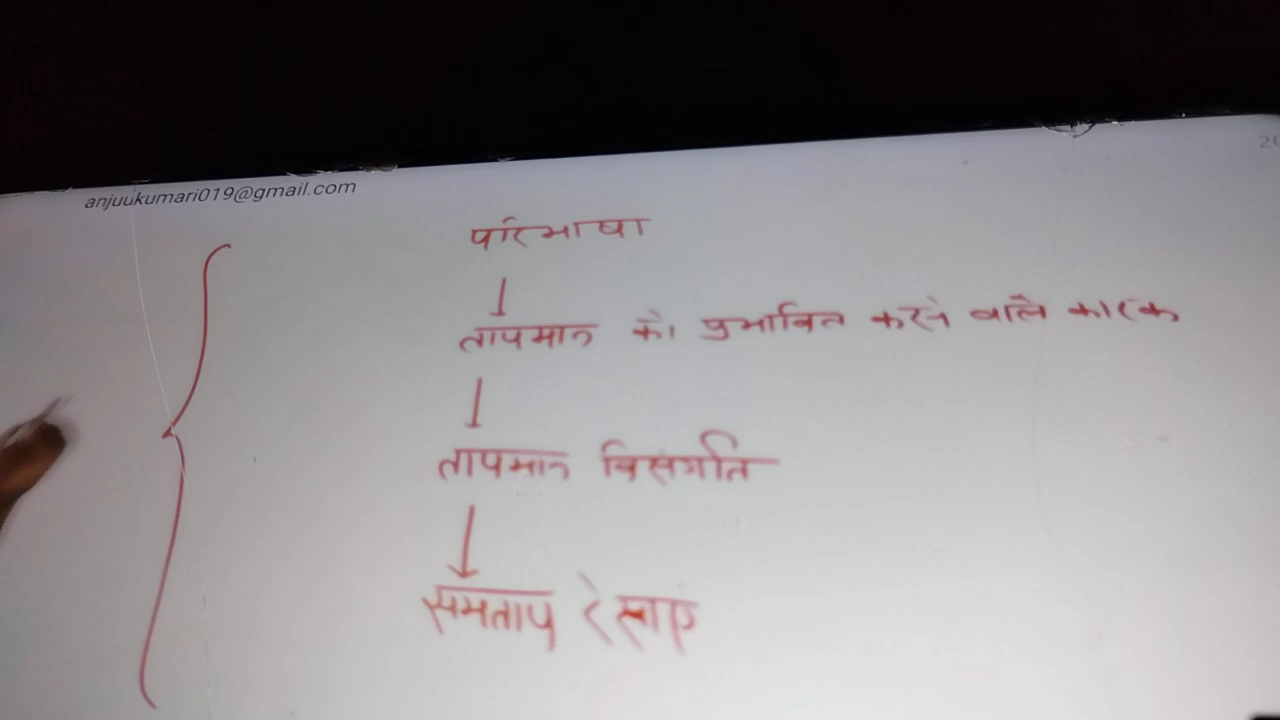 anjuukumari019@gmail.com
परिभाषा
तापमान को प्रभावित करने वाले कारक
तापमान विसंगति
समताप रेखाएं